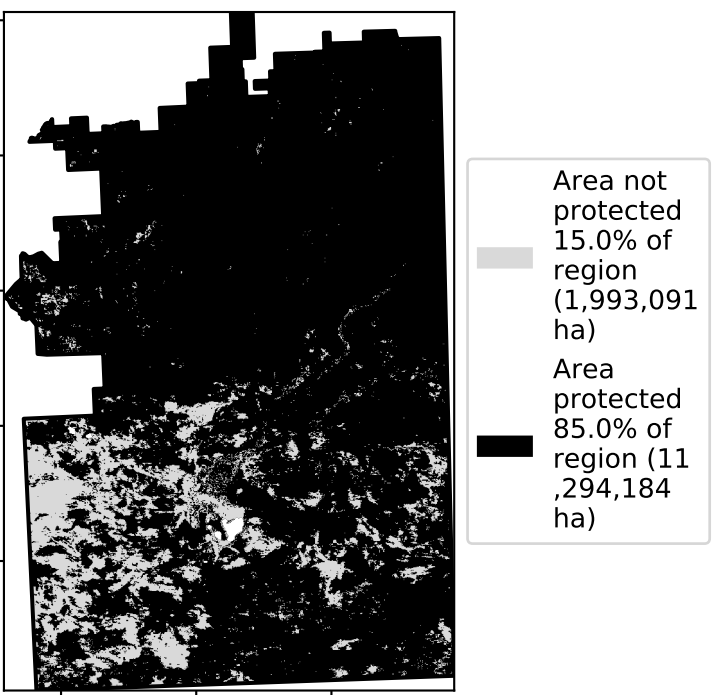 Area not
protected
15.0% of
region
(1,993,091
ha)
Area
protected
85.0% of
region (11
,294,184
ha)